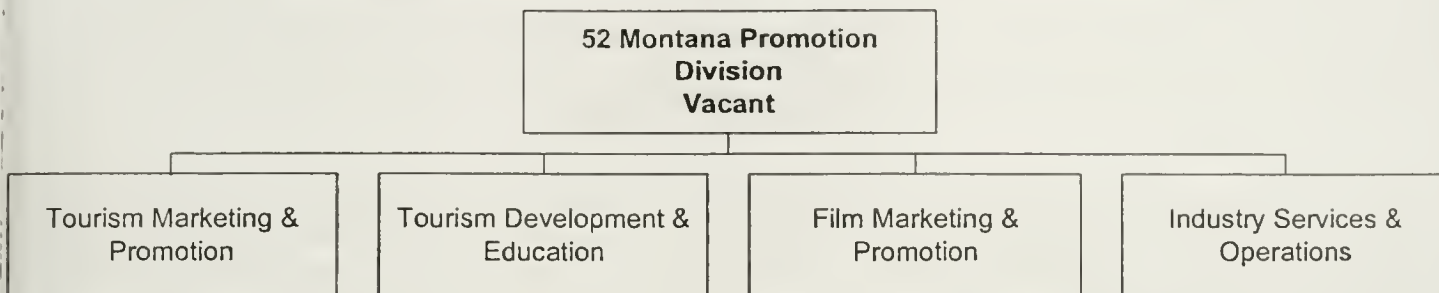 52 Montana Promotion
Division
Vacant
Tourism Marketing &
Promotion
Tourism Development &
Education
Film Marketing &
Promotion
Industry Services &
Operations